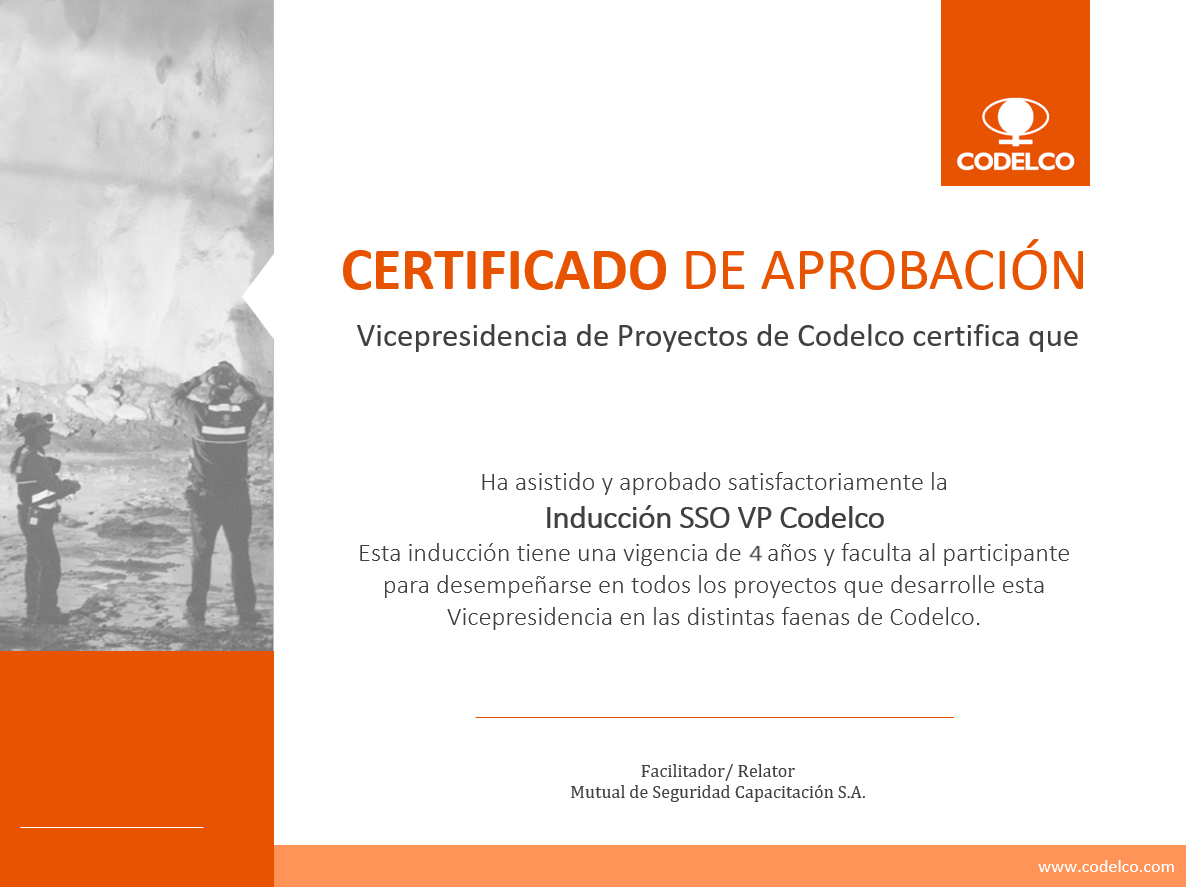 CODELCO
CERTIFICADO DE APROBACIÓN
Vicepresidencia de Proyectos de Codelco certifica que
Ha asistido y aprobado satisfactoriamente la
Inducción SSO VP Codelco
Esta inducción tiene una vigencia de 4 años y faculta al participante
para desempeñarse en todos los proyectos que desarrolle esta
Vicepresidencia en las distintas faenas de Codelco.
Facilitador/ Relator
Mutual de Seguridad Capacitación S.A.
www.codelco.com